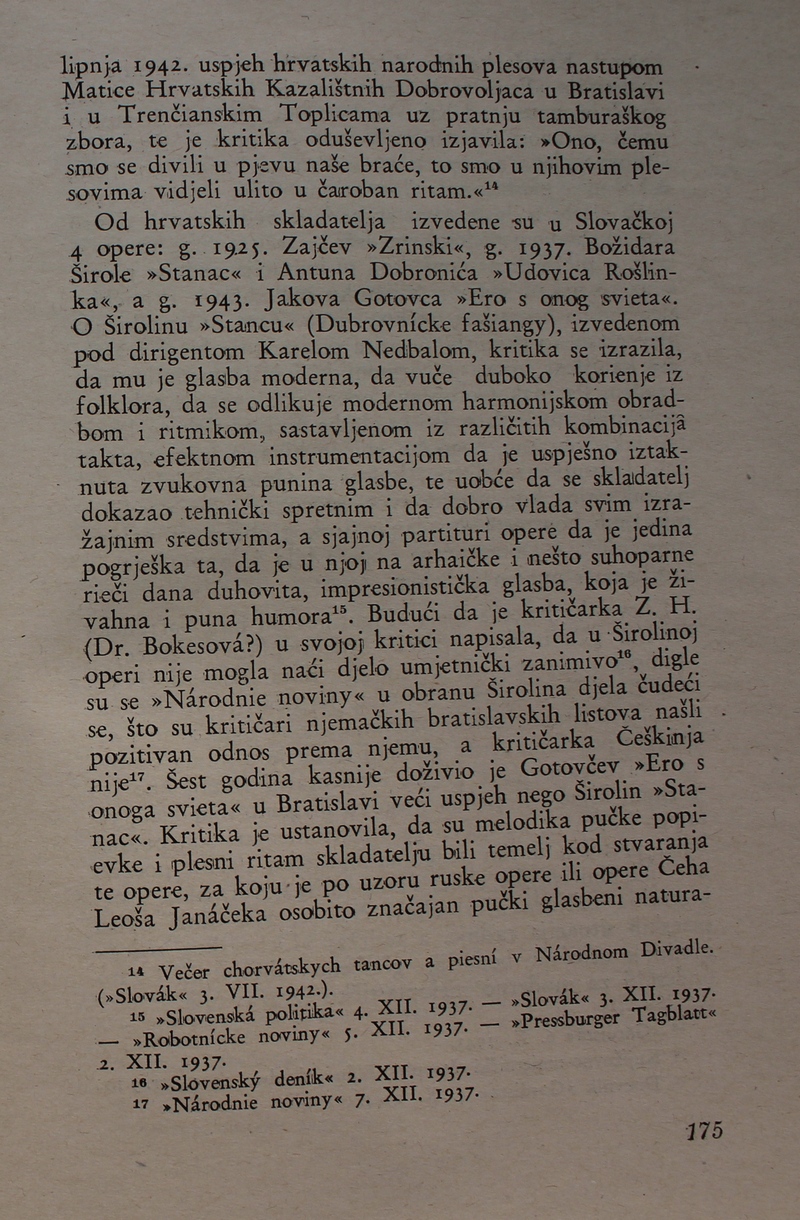 lipnja 1942. uspjeh hrvatskih narodnih plesova nastupom
Matice Hrvatskih Kazalištnih Dobrovoljaca u Bratislavi
i u Trenčianskim Toplicama uz pratnju tamburaškog
zbora, te je kritika oduševljeno izjavila: »Ono, čemu
smo se divili u pjevu naše braće, to smo u njihovim ple-
sovima vidjeli ulito u čaroban ritam.«¹⁴
Od hrvatskih skladatelja izvedene su u Slovačkoj
4 opere: g. 1925. Zajčev »Zrinski«, g. 1937. Božidara
Širole »Stanac« i Antuna Dobronića »Udovica Rošlin-
ka«, a g. 1943. Jakova Gotovca »Ero s onog svieta«.
O Širolinu »Stancu« (Dubrovnícke fašiangy), izvedenom
pod dirigentom Karelom Nedbalom, kritika se izrazila,
da mu je glasba moderna, da vuče duboko korienje iz
folklora, da se odlikuje modernom harmonijskom obrad-
bom i ritmikom, sastavljenom iz različitih kombinacijâ
takta, efektnom instrumentacijom da je uspješno iztak-
nuta zvukovna punina glasbe, te uobće da se skladatelj
dokazao tehnički spretnim i da dobro vlada svim izra-
žajnim sredstvima, a sjajnoj partituri opere da je jedina
pogrješka ta, da je u njoj na arhaičke i nešto suhoparne
rieči dana duhovita, impresionistička glasba, koja je ži-
vahna i puna humora¹⁵. Budući da je kritičarka Z. H.
(Dr. Bokesová?) u svojoj kritici napisala, da u Širolinoj
operi nije mogla naći djelo umjetnički zanimivo¹⁶, digle
su se »Národnie noviny« u obranu Širolina djela čudeći
se, što su kritičari njemačkih bratislavskih listova našli
pozitivan odnos prema njemu, a kritičarka Češkinja
nije¹⁷. Šest godina kasnije doživio je Gotovčev »Ero s
onoga svieta« u Bratislavi veći uspjeh nego Širolin »Sta-
nac«. Kritika je ustanovila, da su melodika pučke popi-
evke i plesni ritam skladatelju bili temelj kod stvaranja
te opere, za koju je po uzoru ruske opere ili opere Čeha
Leoša Janáčeka osobito značajan pučki glasbeni natura-
¹⁴ Večer chorvátskych tancov a piesní v Národnom Divadle.
(»Slovák« 3. VII. 1942.).
¹⁵ »Slovenská politika« 4. XII. 1937. — »Slovák« 3. XII. 1937.
— »Robotnícke noviny« 5. XII. 1937. — »Pressburger Tagblatt«
2. XII. 1937.
¹⁶ »Slovenský deník« 2. XII. 1937.
¹⁷ »Národnie noviny« 7. XII. 1937.
175